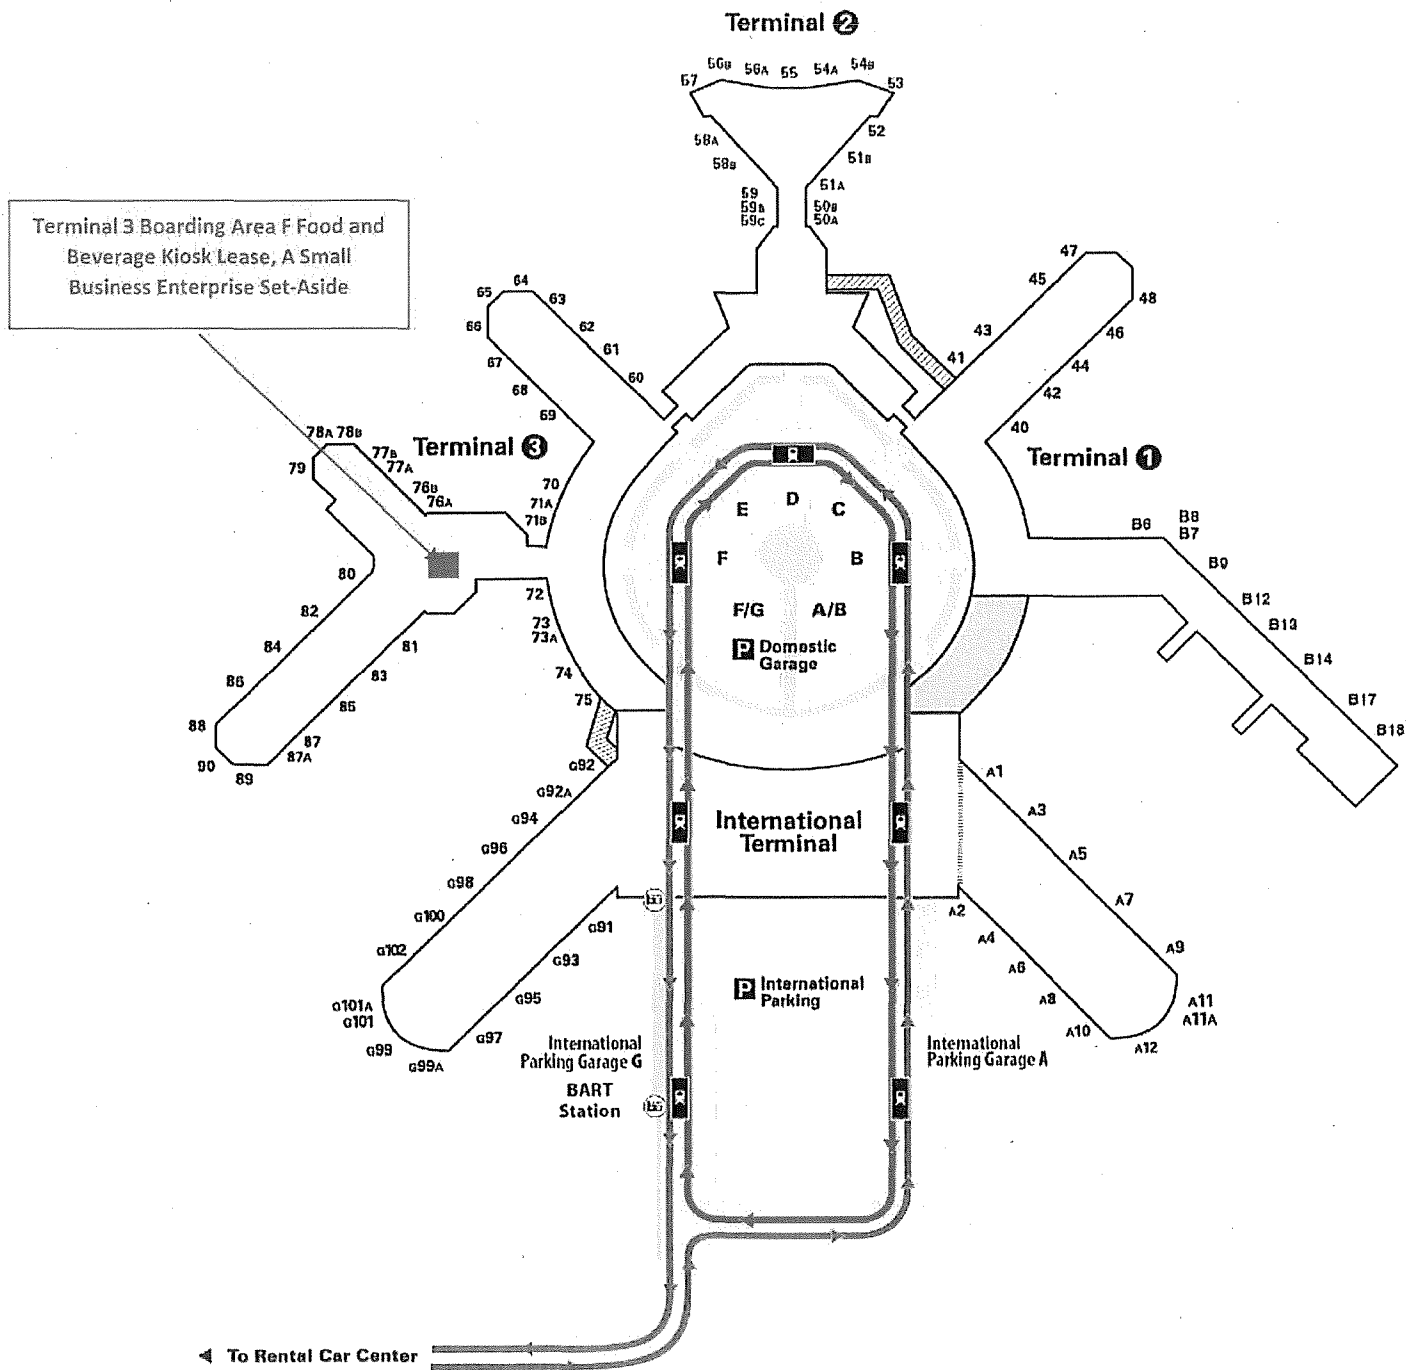 Terminal 2
56B
56A
55
54A
54B
57
53
58A
52
58B
51B
59
59B
59C
51A
50B
50A
Terminal 3 Boarding Area F Food and
Beverage Kiosk Lease, A Small
Business Enterprise Set-Aside
47
45
48
43
46
41
44
42
40
65
64
63
66
62
67
61
68
60
69
78A 78B
Terminal 3
77B
77A
79
76B
76A
70
71A
71B
Terminal 1
B6
B8
B7
B9
B12
B13
B14
B17
B18
E
D
C
F
B
F/G
A/B
P Domestic
Garage
80
72
82
73
73A
84
81
74
86
83
75
88
85
87
87A
90
89
G92
G92A
G94
G96
G98
G100
G102
G91
G93
G95
G97
G101A
G101
G99
G99A
International
Terminal
A1
A3
A5
A7
A9
A2
A4
A6
A8
A10
A11
A11A
A12
P International
Parking
International
Parking Garage G
International
Parking Garage A
BART
Station
To Rental Car Center